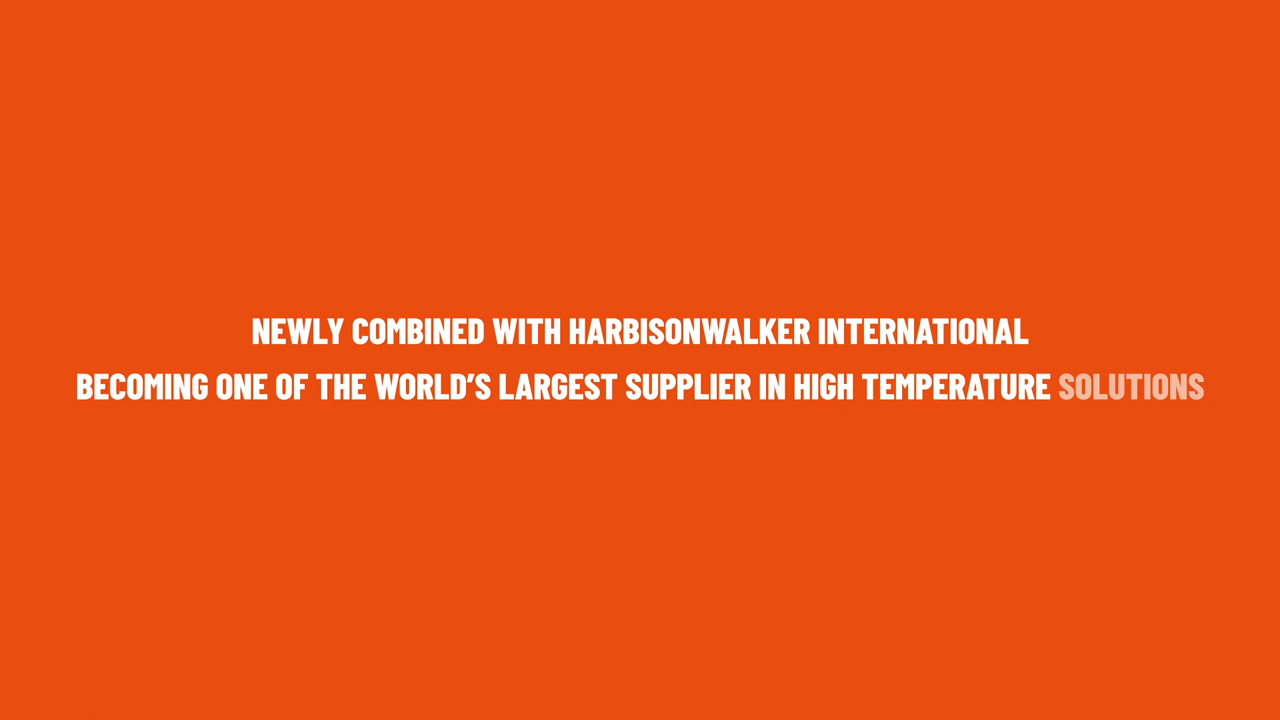 NEWLY COMBINED WITH HARBISONWALKER INTERNATIONAL
BECOMING ONE OF THE WORLD’S LARGEST SUPPLIER IN HIGH TEMPERATURE SOLUTIONS